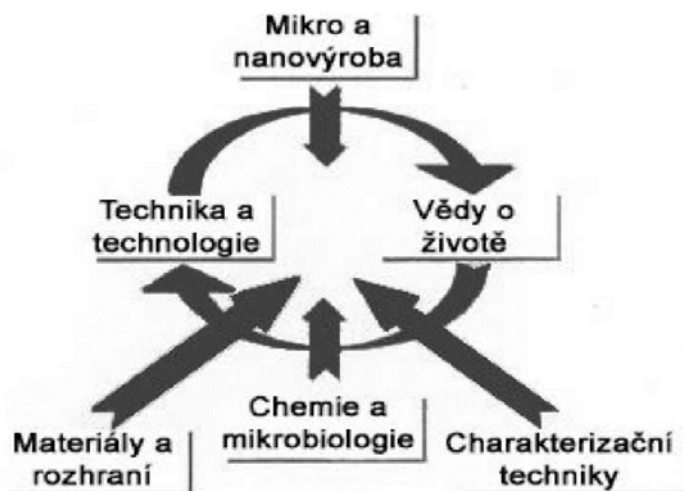 Mikro a
nanovýroba
Technika a
technologie
Vědy o
životě
Materiály a
rozhraní
Chemie a
mikrobiologie
Charakterizační
techniky